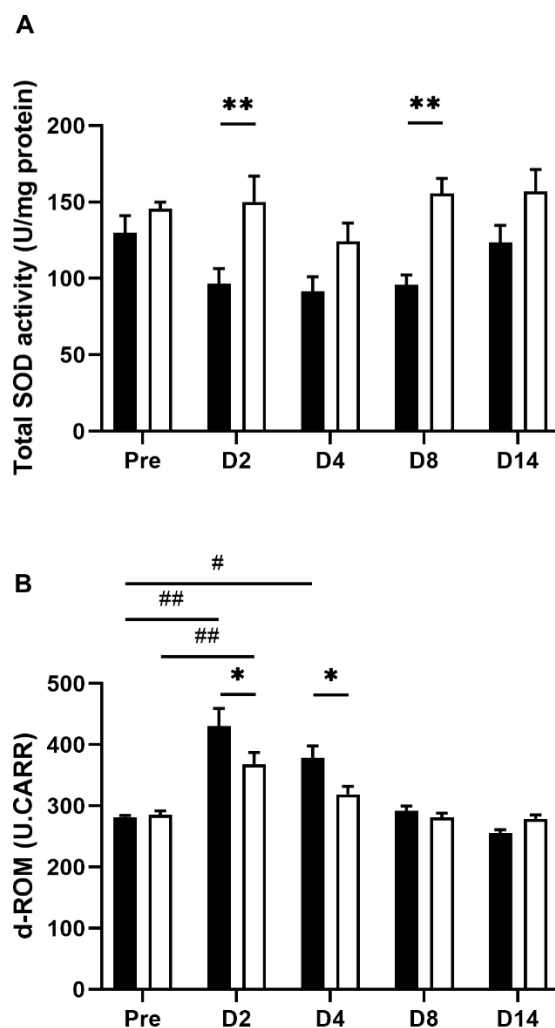 A
Total SOD activity (U/mg protein)
200
150
100
50
0
** **
Pre D2 D4 D8 D14
B
d-ROM (U.CARR)
#
##
##
* *
500
400
300
200
100
0
Pre D2 D4 D8 D14